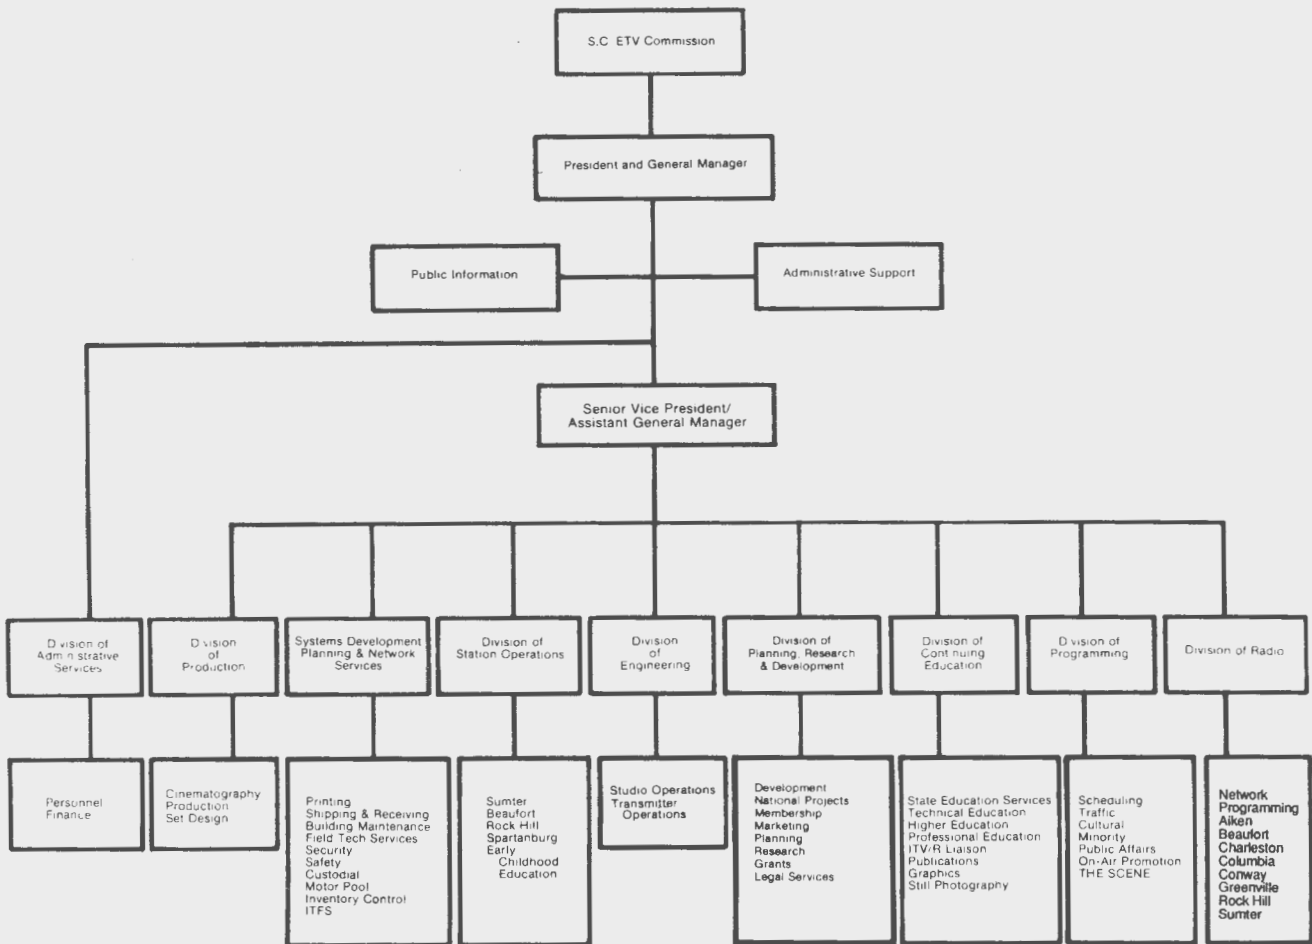 S.C ETV Commission
President and General Manager
Public Information
Administrative Support
Senior Vice President/
Assistant General Manager
Division of
Administrative
Services
Division
of
Production
Systems Development
Planning & Network
Services
Division of
Station Operations
Division
of
Engineering
Division of
Planning, Research
& Development
Division of
Continuing
Education
Division of
Programming
Division of Radio
Personnel
Finance
Cinematography
Production
Set Design
Printing
Shipping & Receiving
Building Maintenance
Field Tech Services
Security
Safety
Custodial
Motor Pool
Inventory Control
ITFS
Sumter
Beaufort
Rock Hill
Spartanburg
Early
Childhood
Education
Studio Operations
Transmitter
Operations
Development
National Projects
Membership
Marketing
Planning
Research
Grants
Legal Services
State Education Services
Technical Education
Higher Education
Professional Education
ITV/R Liaison
Publications
Graphics
Still Photography
Scheduling
Traffic
Cultural
Minority
Public Affairs
On-Air Promotion
THE SCENE
Network
Programming
Aiken
Beaufort
Charleston
Columbia
Conway
Greenville
Rock Hill
Sumter